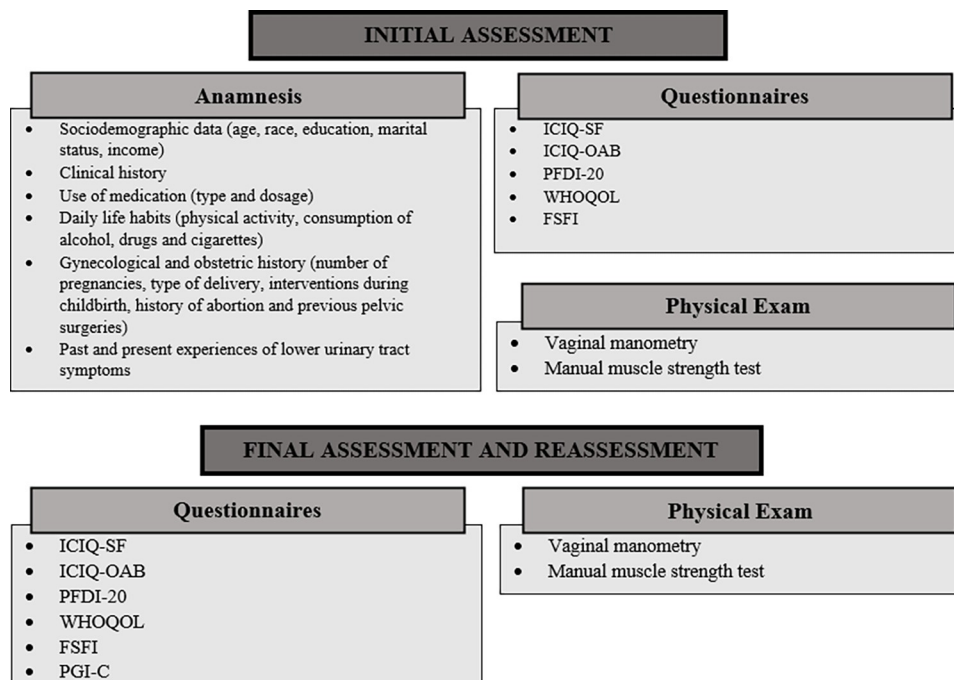 INITIAL ASSESSMENT
Anamnesis
• Sociodemographic data (age, race, education, marital
status, income)
• Clinical history
• Use of medication (type and dosage)
• Daily life habits (physical activity, consumption of
alcohol, drugs and cigarettes)
• Gynecological and obstetric history (number of
pregnancies, type of delivery, interventions during
childbirth, history of abortion and previous pelvic
surgeries)
• Past and present experiences of lower urinary tract
symptoms
Questionnaires
• ICIQ-SF
• ICIQ-OAB
• PFDI-20
• WHOQOL
• FSFI
Physical Exam
• Vaginal manometry
• Manual muscle strength test
FINAL ASSESSMENT AND REASSESSMENT
Questionnaires
• ICIQ-SF
• ICIQ-OAB
• PFDI-20
• WHOQOL
• FSFI
• PGI-C
Physical Exam
• Vaginal manometry
• Manual muscle strength test